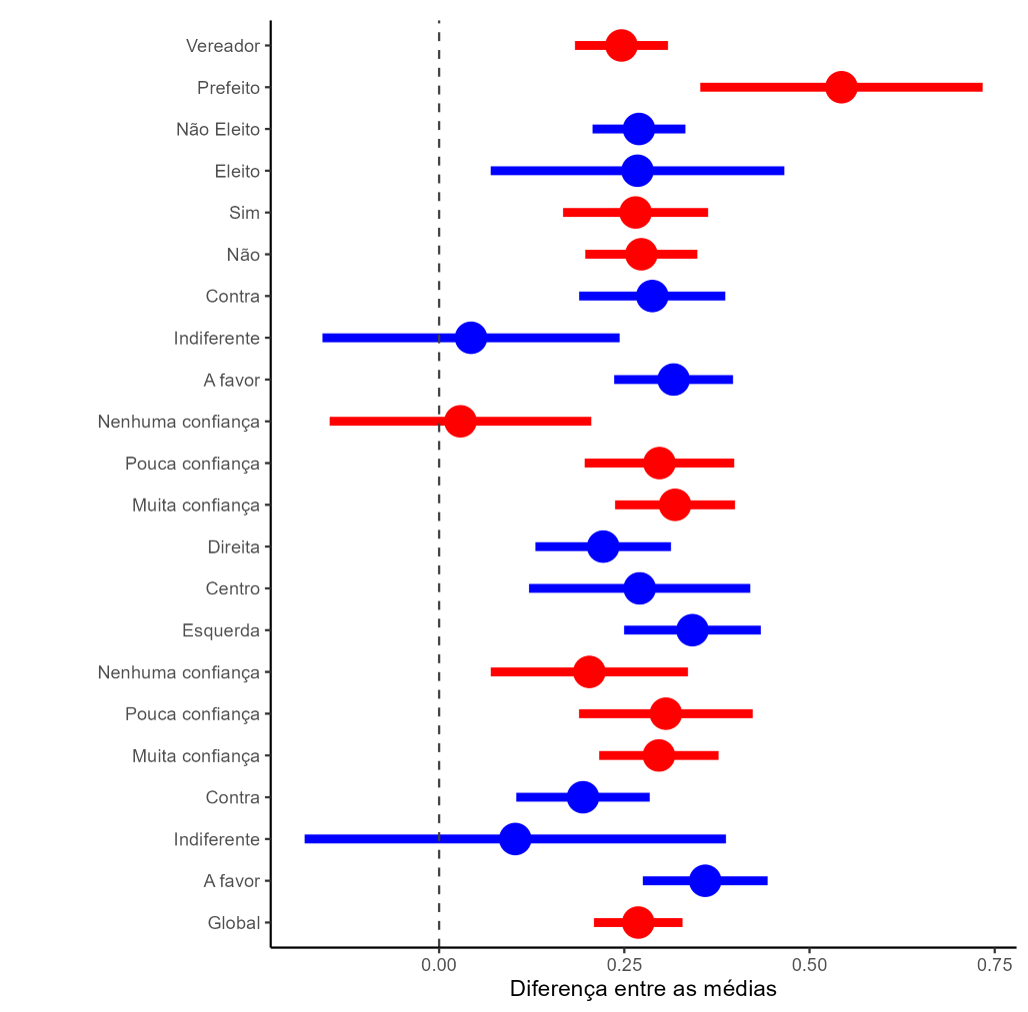 Vereador
Prefeito
Não Eleito
Eleito
Sim
Não
Contra
Indiferente
A favor
Nenhuma confiança
Pouca confiança
Muita confiança
Direita
Centro
Esquerda
Nenhuma confiança
Pouca confiança
Muita confiança
Contra
Indiferente
A favor
Global
0.00 0.25 0.50 0.75
Diferença entre as médias